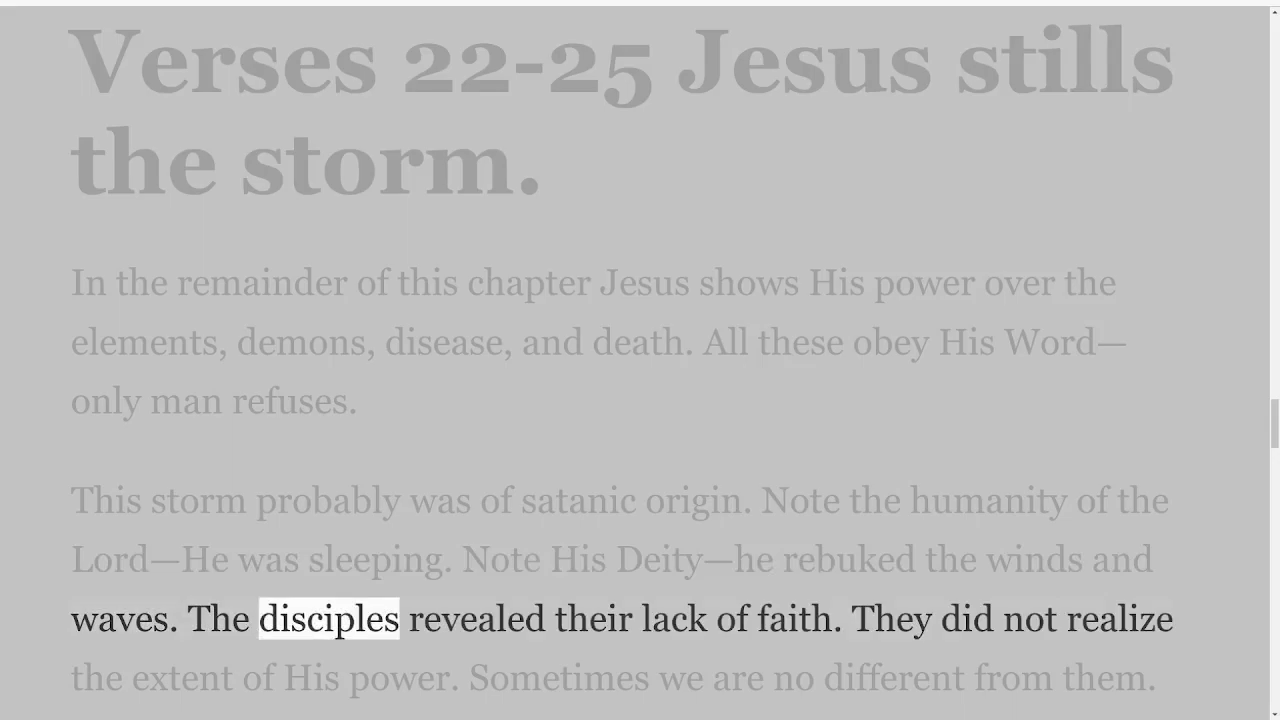 Verses 22-25 Jesus stills
the storm.
In the remainder of this chapter Jesus shows His power over the
elements, demons, disease, and death. All these obey His Word—
only man refuses.
This storm probably was of satanic origin. Note the humanity of the
Lord—He was sleeping. Note His Deity—he rebuked the winds and
waves. The disciples revealed their lack of faith. They did not realize
the extent of His power. Sometimes we are no different from them.